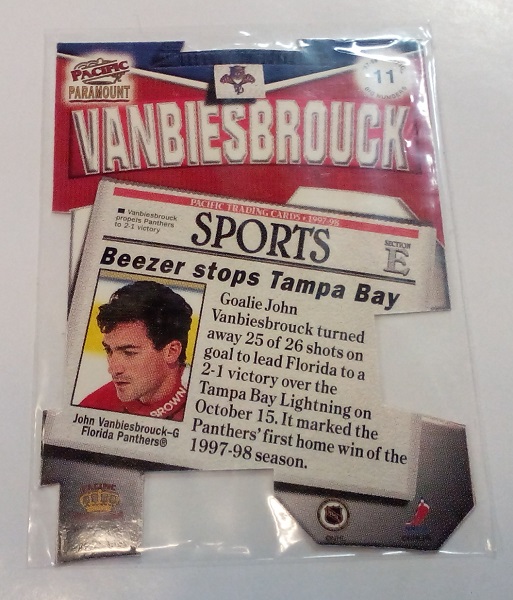 PACIFIC
PARAMOUNT
11
VANBIESBROUCK
PACIFIC TRADING CARDS • 1997-98
■ Vanbiesbrouck
propels Panthers
to 2-1 victory
SPORTS
SECTION
E
Beezer stops Tampa Bay
Goalie John
Vanbiesbrouck turned
away 25 of 26 shots on
goal to lead Florida to a
2-1 victory over the
Tampa Bay Lightning on
October 15. It marked the
Panthers' first home win of the
1997-98 season.
BROWN
John Vanbiesbrouck–G
Florida Panthers®
PACIFIC
NHL